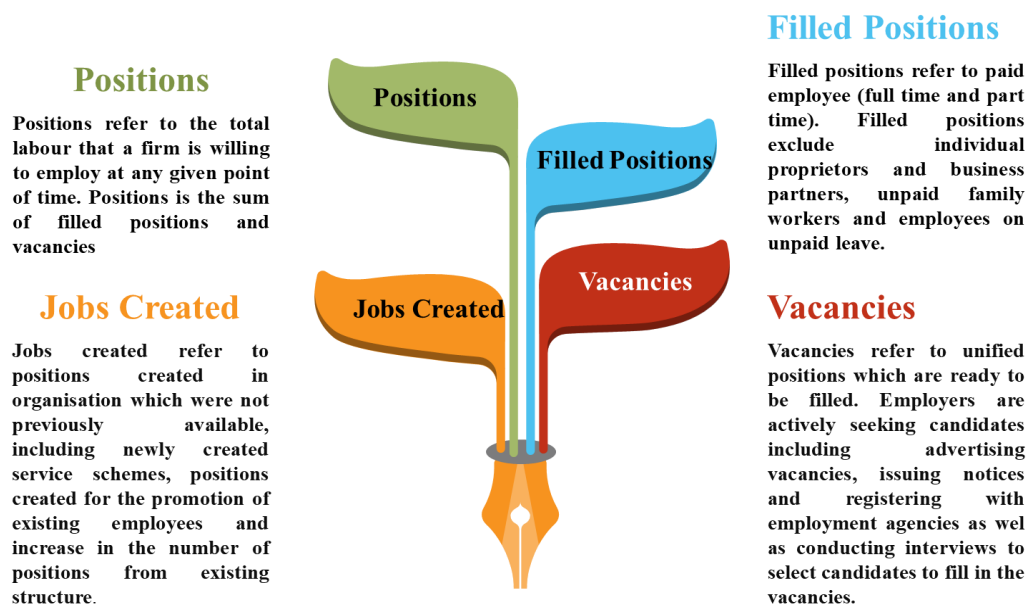 Positions
Positions refer to the total
labour that a firm is willing
to employ at any given point
of time. Positions is the sum
of filled positions and
vacancies
Jobs Created
Jobs created refer to
positions created in
organisation which were not
previously available,
including newly created
service schemes, positions
created for the promotion of
existing employees and
increase in the number of
positions from existing
structure.
Positions
Filled Positions
Jobs Created
Vacancies
Filled Positions
Filled positions refer to paid
employee (full time and part
time). Filled positions
exclude individual
proprietors and business
partners, unpaid family
workers and employees on
unpaid leave.
Vacancies
Vacancies refer to unified
positions which are ready to
be filled. Employers are
actively seeking candidates
including advertising
vacancies, issuing notices
and registering with
employment agencies as wel
as conducting interviews to
select candidates to fill in the
vacancies.